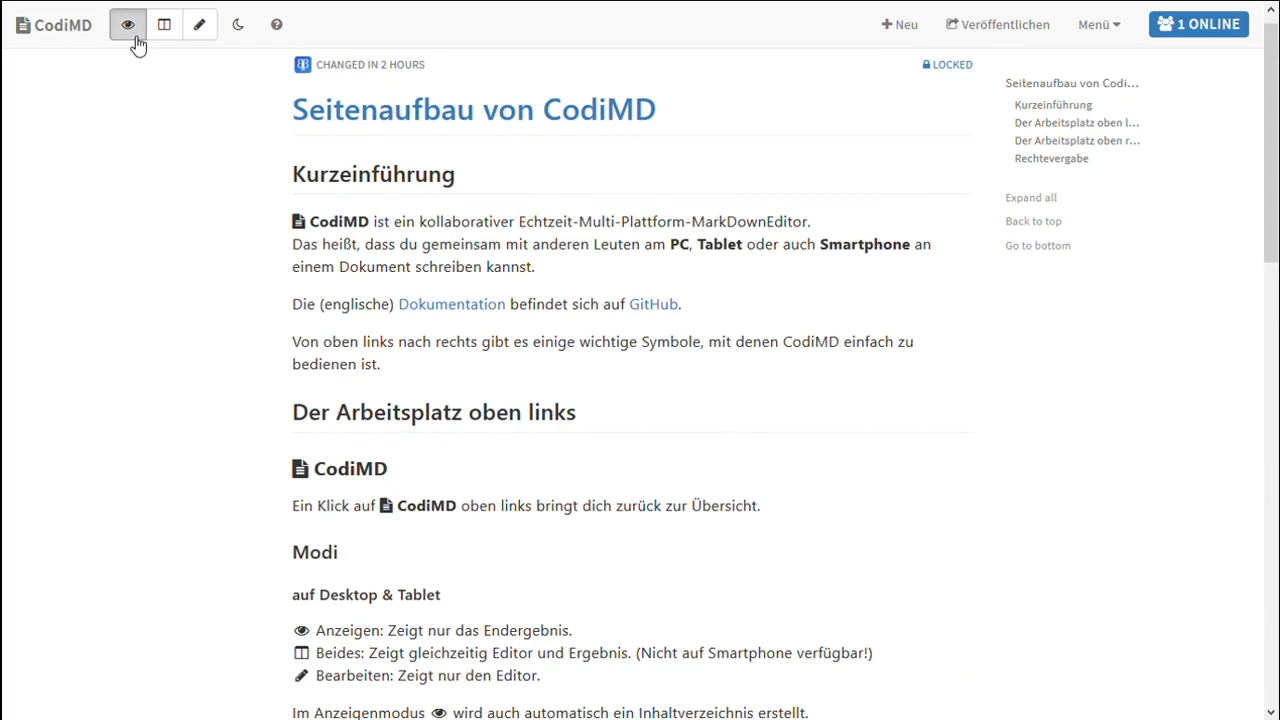 CodiMD
Neu
Veröffentlichen
Menü
1 ONLINE
CHANGED IN 2 HOURS
LOCKED
Seitenaufbau von CodiMD
Kurzeinführung
CodiMD ist ein kollaborativer Echtzeit-Multi-Plattform-MarkDownEditor.
Das heißt, dass du gemeinsam mit anderen Leuten am PC, Tablet oder auch Smartphone an
einem Dokument schreiben kannst.
Die (englische) Dokumentation befindet sich auf GitHub.
Von oben links nach rechts gibt es einige wichtige Symbole, mit denen CodiMD einfach zu
bedienen ist.
Der Arbeitsplatz oben links
CodiMD
Ein Klick auf CodiMD oben links bringt dich zurück zur Übersicht.
Modi
auf Desktop & Tablet
Anzeigen: Zeigt nur das Endergebnis.
Beides: Zeigt gleichzeitig Editor und Ergebnis. (Nicht auf Smartphone verfügbar!)
Bearbeiten: Zeigt nur den Editor.
Im Anzeigenmodus wird auch automatisch ein Inhaltverzeichnis erstellt.
Seitenaufbau von Codi...
Kurzeinführung
Der Arbeitsplatz oben l...
Der Arbeitsplatz oben r...
Rechtevergabe
Expand all
Back to top
Go to bottom